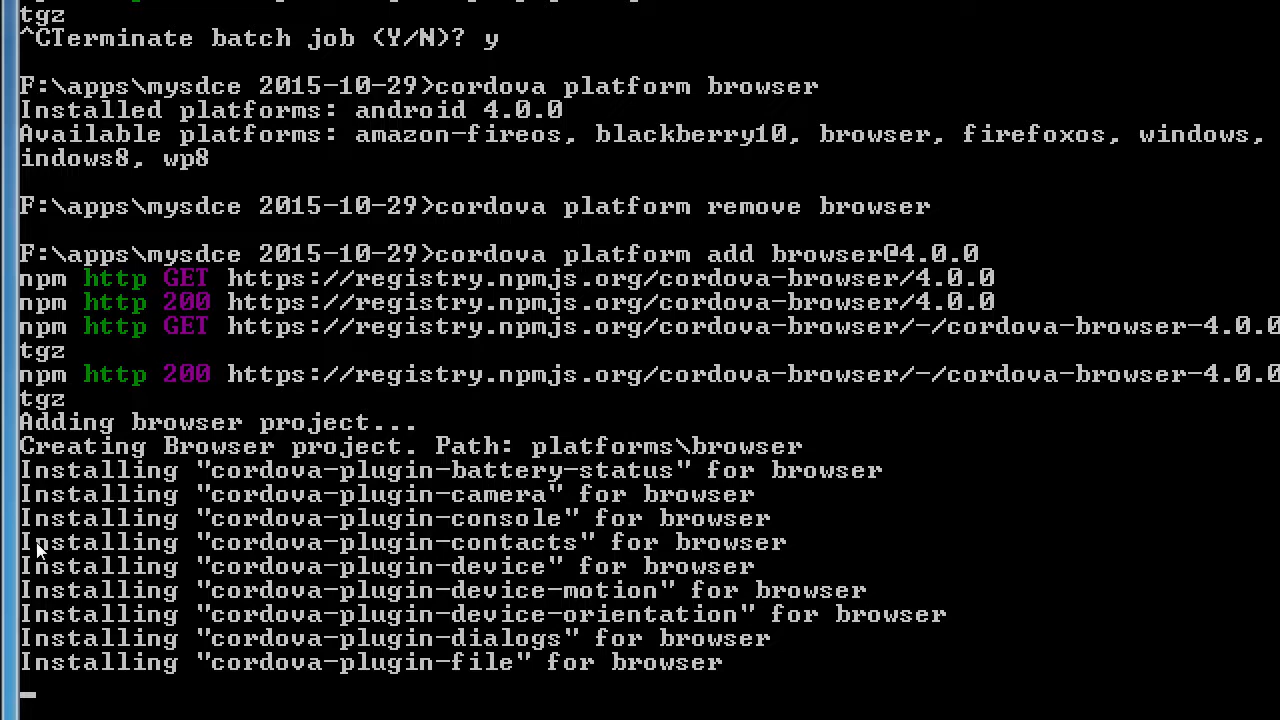 tgz
^CTerminate batch job (Y/N)? y
F:\apps\mysdce 2015-10-29>cordova platform browser
Installed platforms: android 4.0.0
Available platforms: amazon-fireos, blackberry10, browser, firefoxos, windows,
indows8, wp8
F:\apps\mysdce 2015-10-29>cordova platform remove browser
F:\apps\mysdce 2015-10-29>cordova platform add browser@4.0.0
npm http GET https://registry.npmjs.org/cordova-browser/4.0.0
npm http 200 https://registry.npmjs.org/cordova-browser/4.0.0
npm http GET https://registry.npmjs.org/cordova-browser/-/cordova-browser-4.0.0
tgz
npm http 200 https://registry.npmjs.org/cordova-browser/-/cordova-browser-4.0.0
tgz
Adding browser project...
Creating Browser project. Path: platforms\browser
Installing "cordova-plugin-battery-status" for browser
Installing "cordova-plugin-camera" for browser
Installing "cordova-plugin-console" for browser
Installing "cordova-plugin-contacts" for browser
Installing "cordova-plugin-device" for browser
Installing "cordova-plugin-device-motion" for browser
Installing "cordova-plugin-device-orientation" for browser
Installing "cordova-plugin-dialogs" for browser
Installing "cordova-plugin-file" for browser